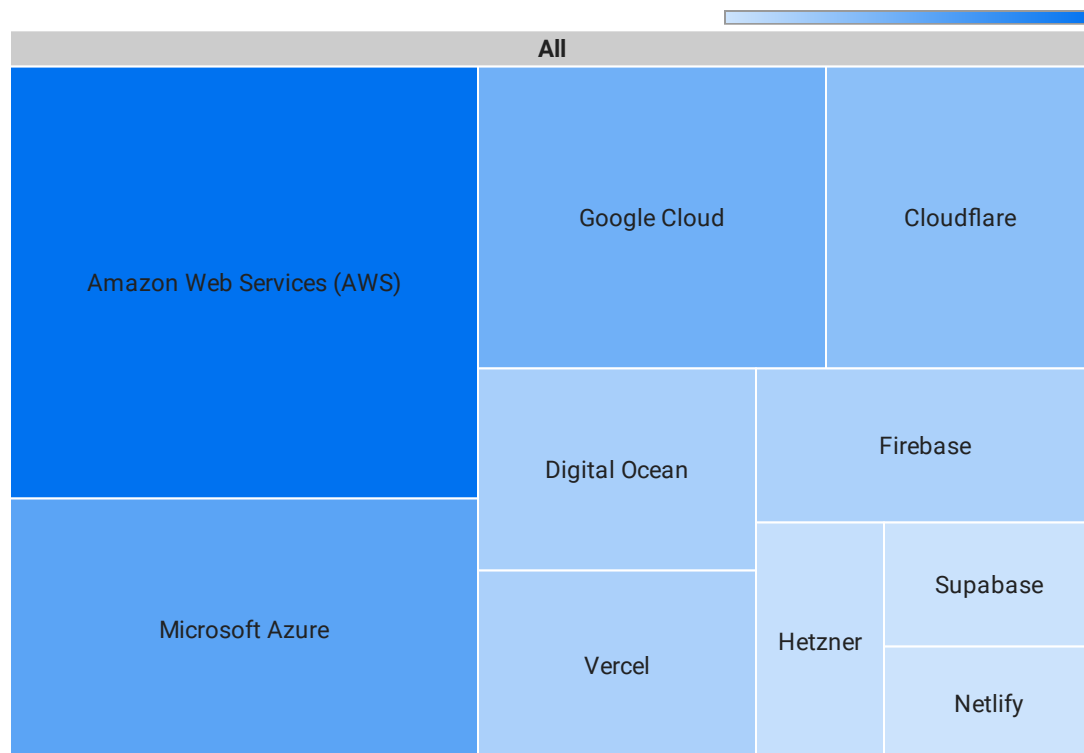 All
Amazon Web Services (AWS)
Google Cloud
Cloudflare
Digital Ocean
Firebase
Microsoft Azure
Vercel
Hetzner
Supabase
Netlify